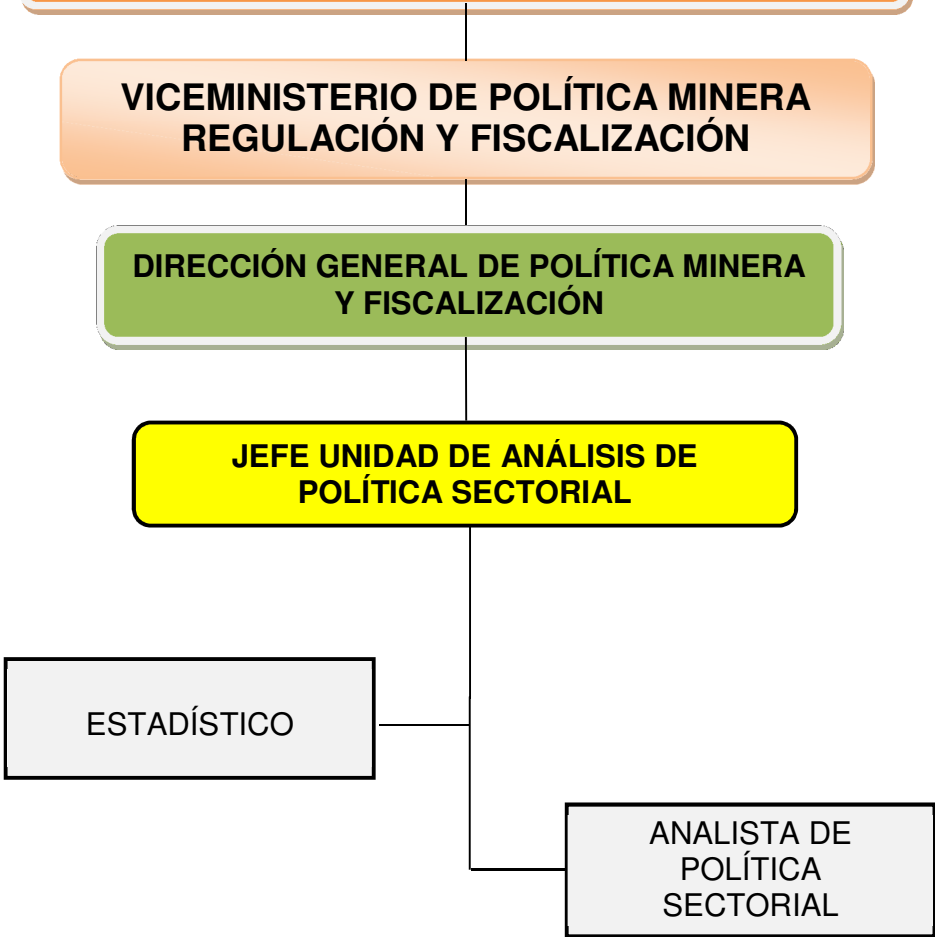 VICEMINISTERIO DE POLÍTICA MINERA
REGULACIÓN Y FISCALIZACIÓN
DIRECCIÓN GENERAL DE POLÍTICA MINERA
Y FISCALIZACIÓN
JEFE UNIDAD DE ANÁLISIS DE
POLÍTICA SECTORIAL
ESTADÍSTICO
ANALISTA DE
POLÍTICA
SECTORIAL